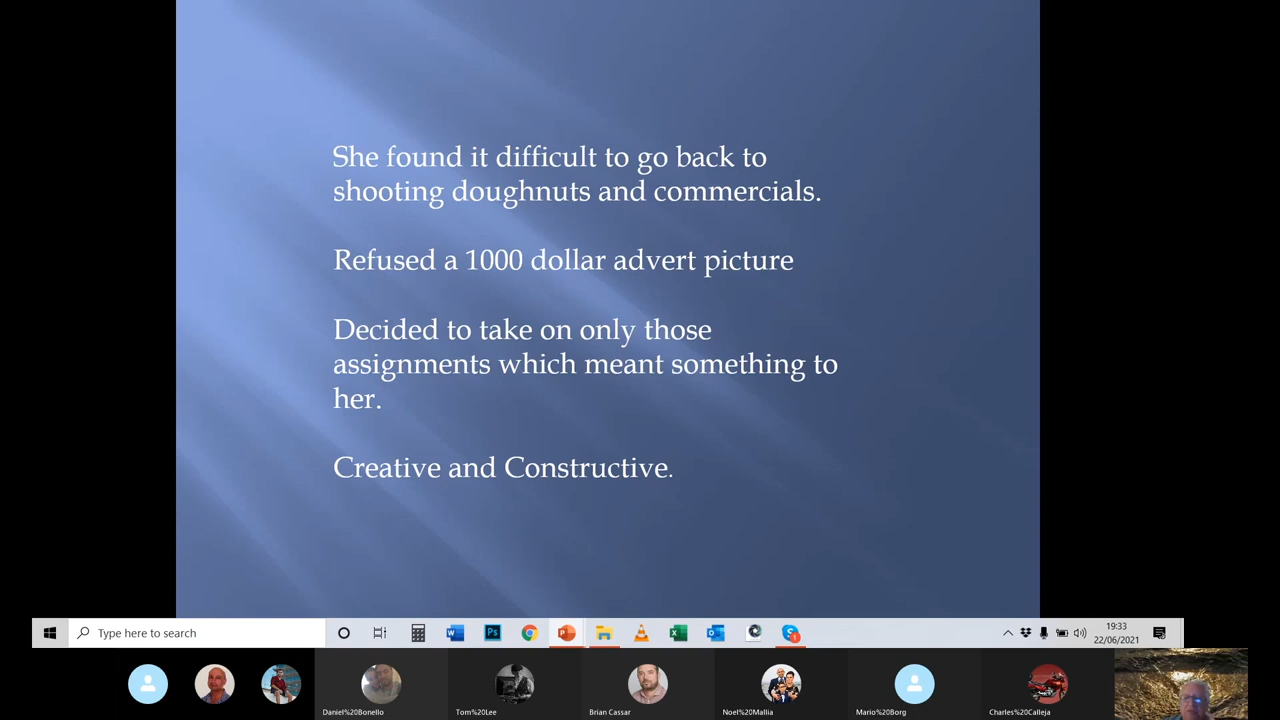 She found it difficult to go back to
shooting doughnuts and commercials.
Refused a 1000 dollar advert picture
Decided to take on only those
assignments which meant something to
her.
Creative and Constructive.
Type here to search
19:33
22/06/2021
Daniel%20Bonello
Tom%20Lee
Brian Cassar
Noel%20Mallia
Mario%20Borg
Charles%20Calleja